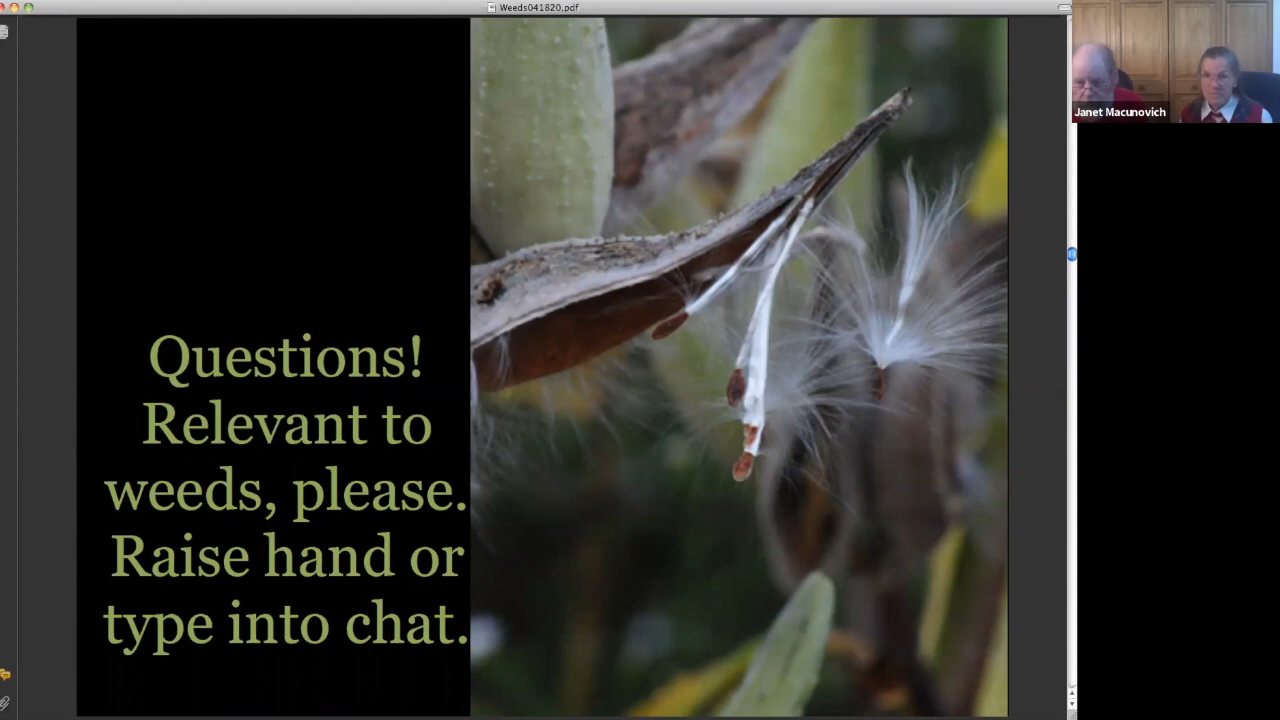 Weeds041820.pdf
Janet Macunovich
Questions!
Relevant to
weeds, please.
Raise hand or
type into chat.